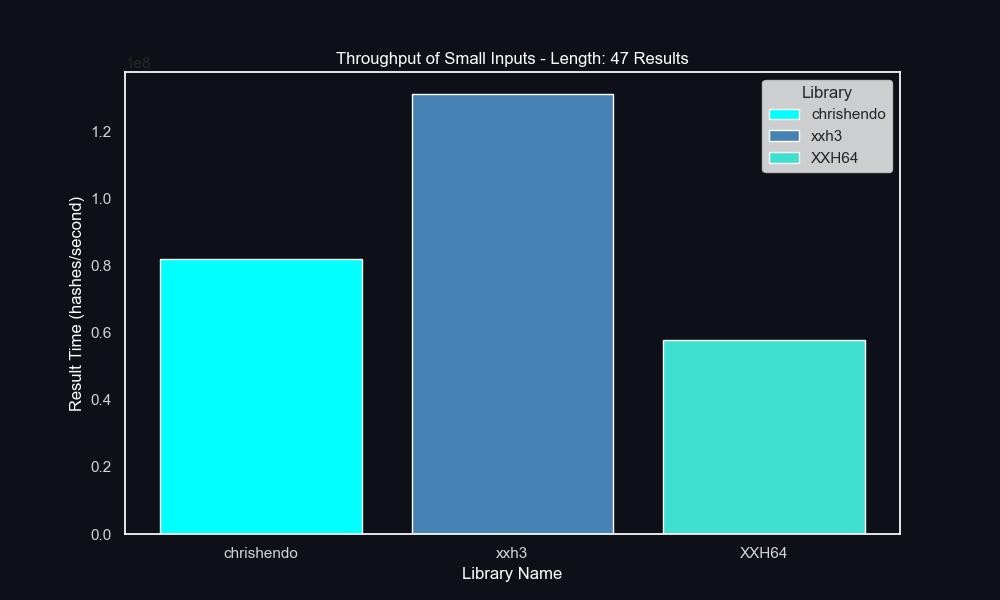 Throughput of Small Inputs - Length: 47 Results
1e8
Library
chrishendo
xxh3
XXH64
Result Time (hashes/second)
1.2
1.0
0.8
0.6
0.4
0.2
0.0
chrishendo
xxh3
XXH64
Library Name